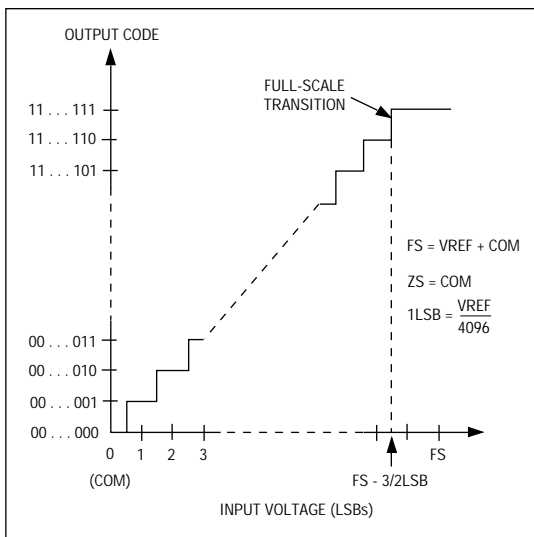 OUTPUT CODE
FULL-SCALE
TRANSITION
11 . . . 111
11 . . . 110
11 . . . 101
FS = VREF + COM
ZS = COM
1LSB = VREF
4096
00 . . . 011
00 . . . 010
00 . . . 001
00 . . . 000
0 1 2 3 FS
(COM) FS - 3/2LSB
INPUT VOLTAGE (LSBs)